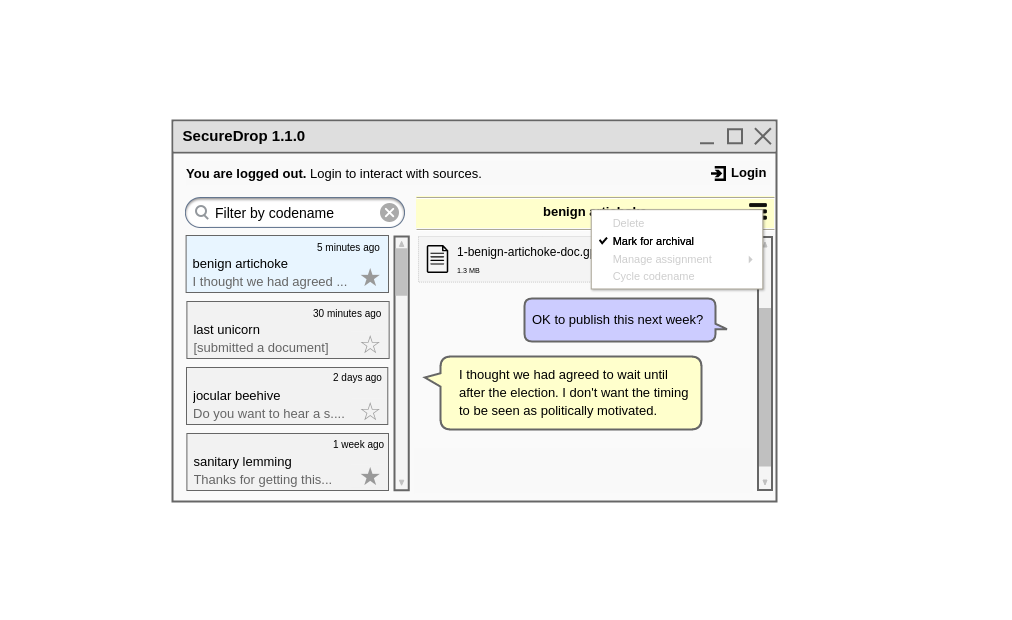 SecureDrop 1.1.0
You are logged out. Login to interact with sources.
Login
Filter by codename
5 minutes ago
benign artichoke
I thought we had agreed ...
30 minutes ago
last unicorn
[submitted a document]
2 days ago
jocular beehive
Do you want to hear a s....
1 week ago
sanitary lemming
Thanks for getting this...
benign artichoke
Delete
Mark for archival
Manage assignment
Cycle codename
1-benign-artichoke-doc.g
1.3 MB
OK to publish this next week?
I thought we had agreed to wait until
after the election. I don't want the timing
to be seen as politically motivated.